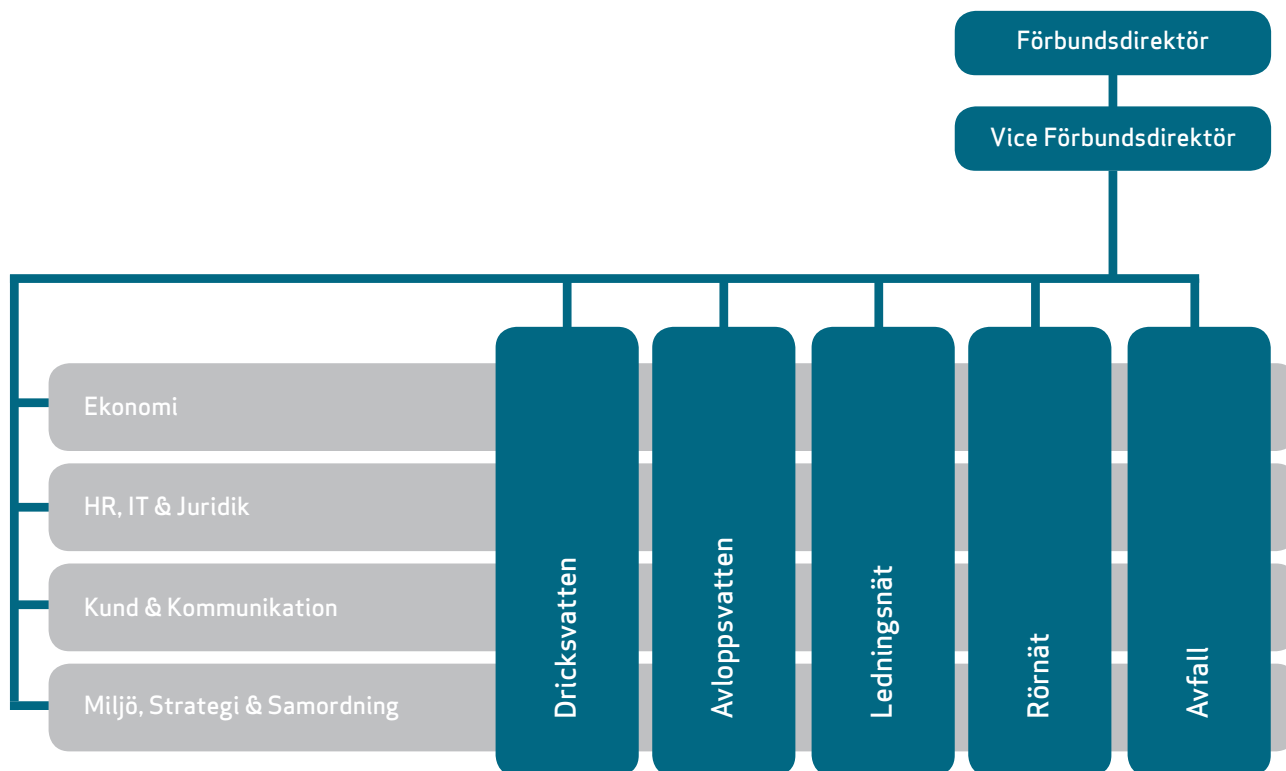 Förbundsdirektör
Vice Förbundsdirektör
Ekonomi
HR, IT & Juridik
Kund & Kommunikation
Miljö, Strategi & Samordning
Dricksvatten
Avloppsvatten
Ledningsnät
Rörnät
Avfall